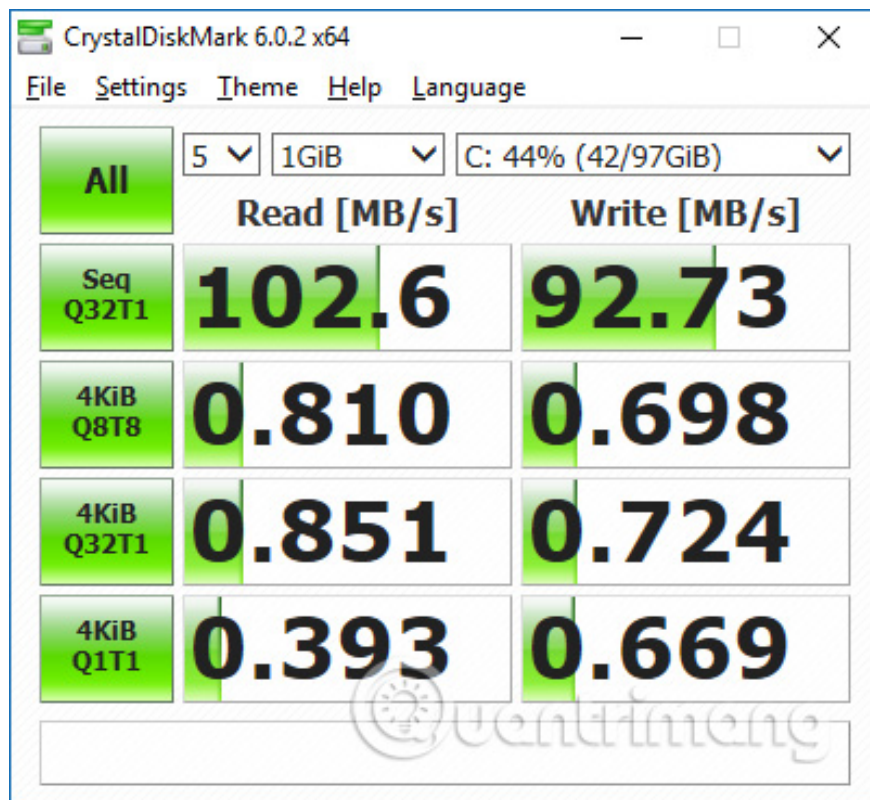 CrystalDiskMark 6.0.2 x64
File Settings Theme Help Language
All 5 1GiB C: 44% (42/97GiB)
Read [MB/s] Write [MB/s]
Seq
Q32T1 102.6 92.73
4KiB
Q8T8 0.810 0.698
4KiB
Q32T1 0.851 0.724
4KiB
Q1T1 0.393 0.669
Quantrimang